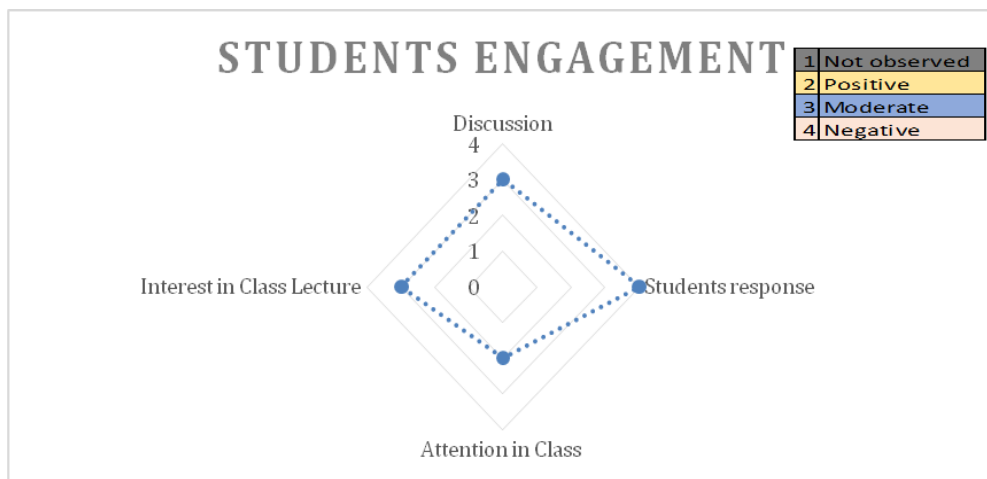 STUDENTS ENGAGEMENT
1 Not observed
2 Positive
3 Moderate
4 Negative
Discussion
4
3
2
1
0
Interest in Class Lecture
Students response
Attention in Class